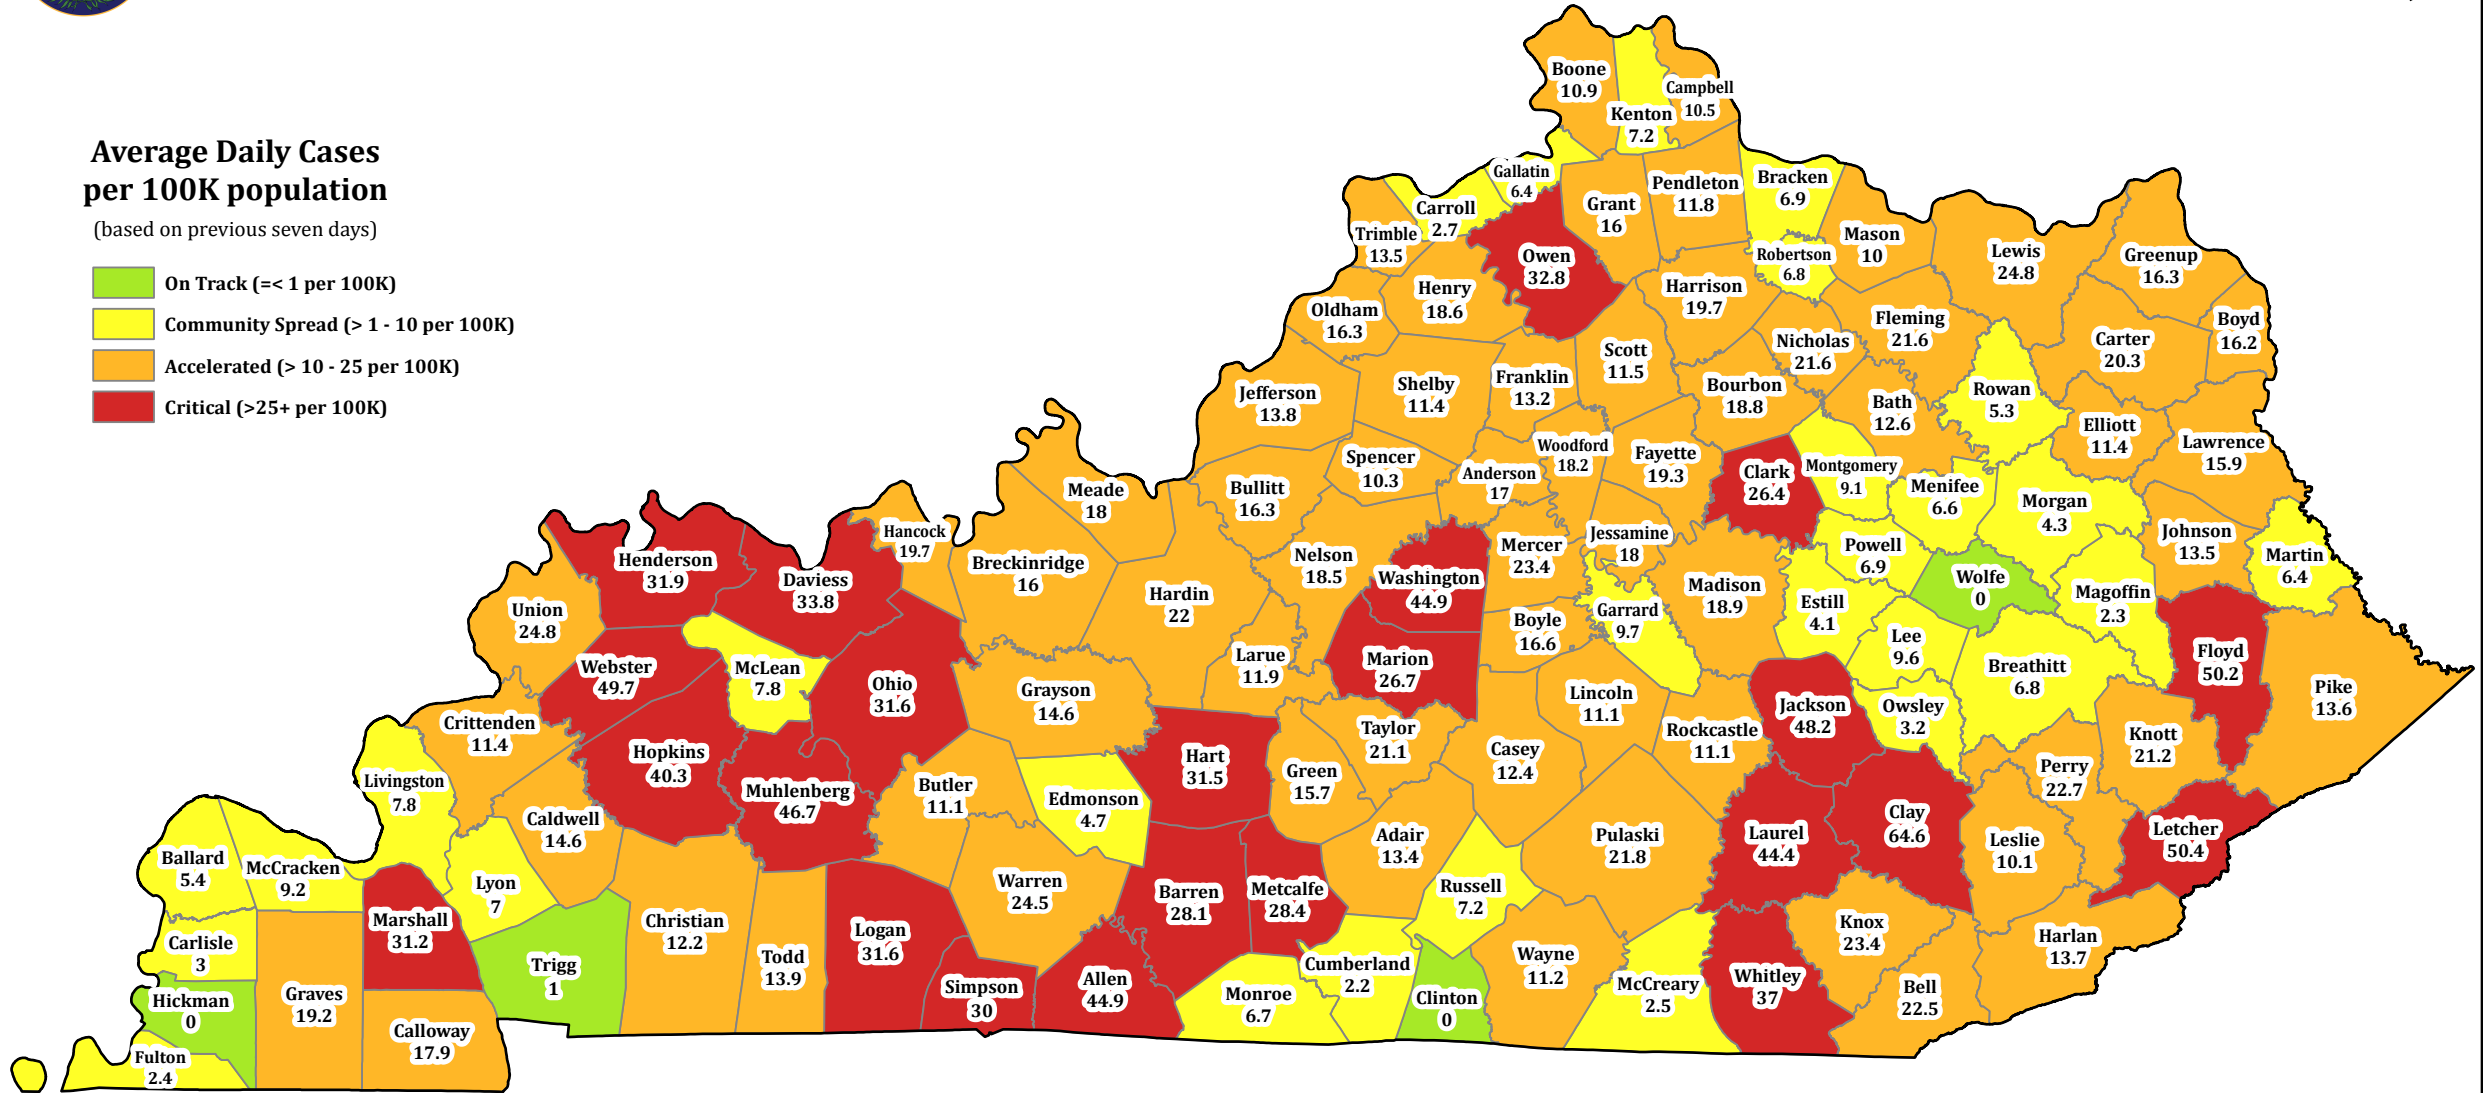 Average Daily Cases
per 100K population
(based on previous seven days)
On Track (=< 1 per 100K)
Community Spread (> 1 - 10 per 100K)
Accelerated (> 10 - 25 per 100K)
Critical (>25+ per 100K)
Boone
10.9
Kenton
7.2
Campbell
10.5
Gallatin
6.4
Carroll
2.7
Trimble
13.5
Owen
32.8
Grant
16
Pendleton
11.8
Bracken
6.9
Robertson
6.8
Mason
10
Lewis
24.8
Greenup
16.3
Boyd
16.2
Carter
20.3
Fleming
21.6
Nicholas
21.6
Harrison
19.7
Henry
18.6
Oldham
16.3
Jefferson
13.8
Shelby
11.4
Franklin
13.2
Scott
11.5
Bourbon
18.8
Bath
12.6
Rowan
5.3
Elliott
11.4
Lawrence
15.9
Woodford
18.2
Fayette
19.3
Clark
26.4
Montgomery
9.1
Menifee
6.6
Morgan
4.3
Johnson
13.5
Martin
6.4
Spencer
10.3
Anderson
17
Bullitt
16.3
Meade
18
Hancock
19.7
Breckinridge
16
Hardin
22
Nelson
18.5
Washington
44.9
Mercer
23.4
Jessamine
18
Garrard
9.7
Madison
18.9
Powell
6.9
Estill
4.1
Wolfe
0
Magoffin
2.3
Lee
9.6
Breathitt
6.8
Floyd
50.2
Pike
13.6
Henderson
31.9
Daviess
33.8
Union
24.8
Webster
49.7
McLean
7.8
Ohio
31.6
Grayson
14.6
Larue
11.9
Marion
26.7
Boyle
16.6
Lincoln
11.1
Rockcastle
11.1
Jackson
48.2
Owsley
3.2
Knott
21.2
Perry
22.7
Crittenden
11.4
Hopkins
40.3
Muhlenberg
46.7
Butler
11.1
Edmonson
4.7
Hart
31.5
Green
15.7
Taylor
21.1
Casey
12.4
Pulaski
21.8
Laurel
44.4
Clay
64.6
Leslie
10.1
Letcher
50.4
Livingston
7.8
Caldwell
14.6
Lyon
7
Ballard
5.4
McCracken
9.2
Marshall
31.2
Carlisle
3
Hickman
0
Fulton
2.4
Graves
19.2
Calloway
17.9
Trigg
1
Christian
12.2
Todd
13.9
Logan
31.6
Simpson
30
Warren
24.5
Allen
44.9
Barren
28.1
Metcalfe
28.4
Adair
13.4
Russell
7.2
Monroe
6.7
Cumberland
2.2
Clinton
0
Wayne
11.2
McCreary
2.5
Whitley
37
Knox
23.4
Bell
22.5
Harlan
13.7